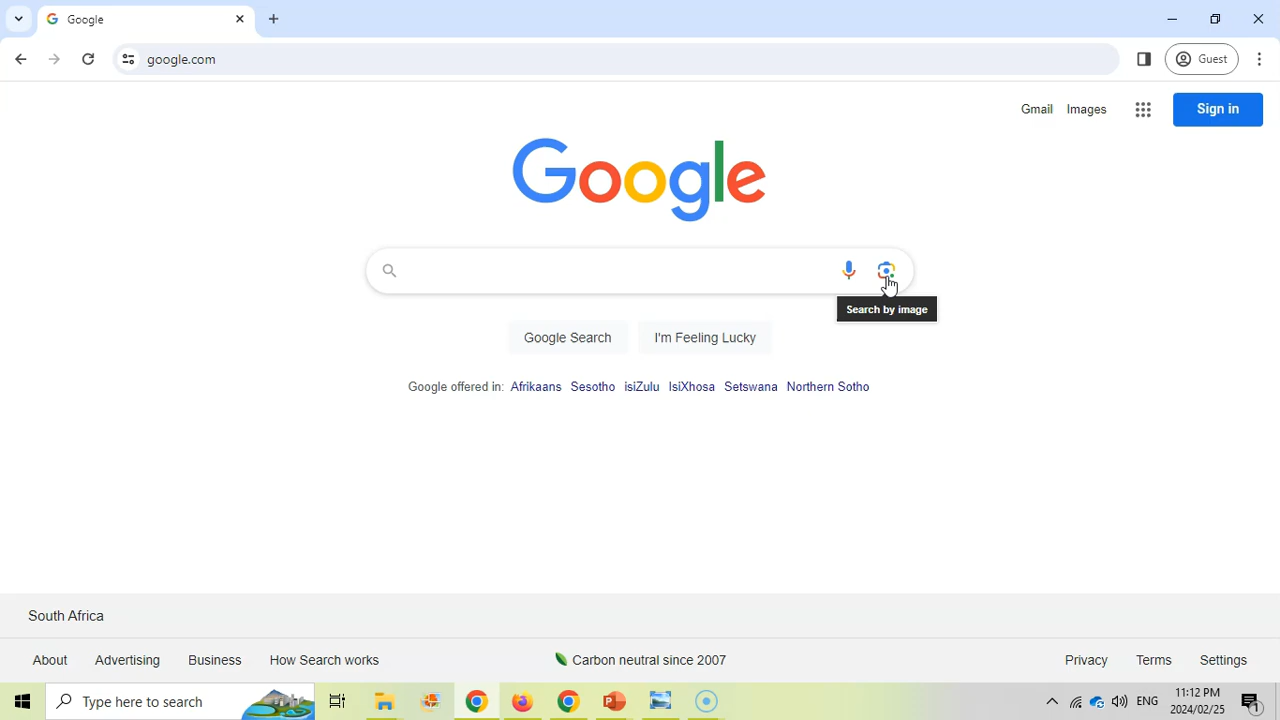 Google
google.com
Guest
Gmail Images Sign in
Google
Search by image
Google Search I'm Feeling Lucky
Google offered in: Afrikaans Sesotho isiZulu IsiXhosa Setswana Northern Sotho
South Africa
About Advertising Business How Search works Carbon neutral since 2007 Privacy Terms Settings
Type here to search ENG 11:12 PM
2024/02/25 1